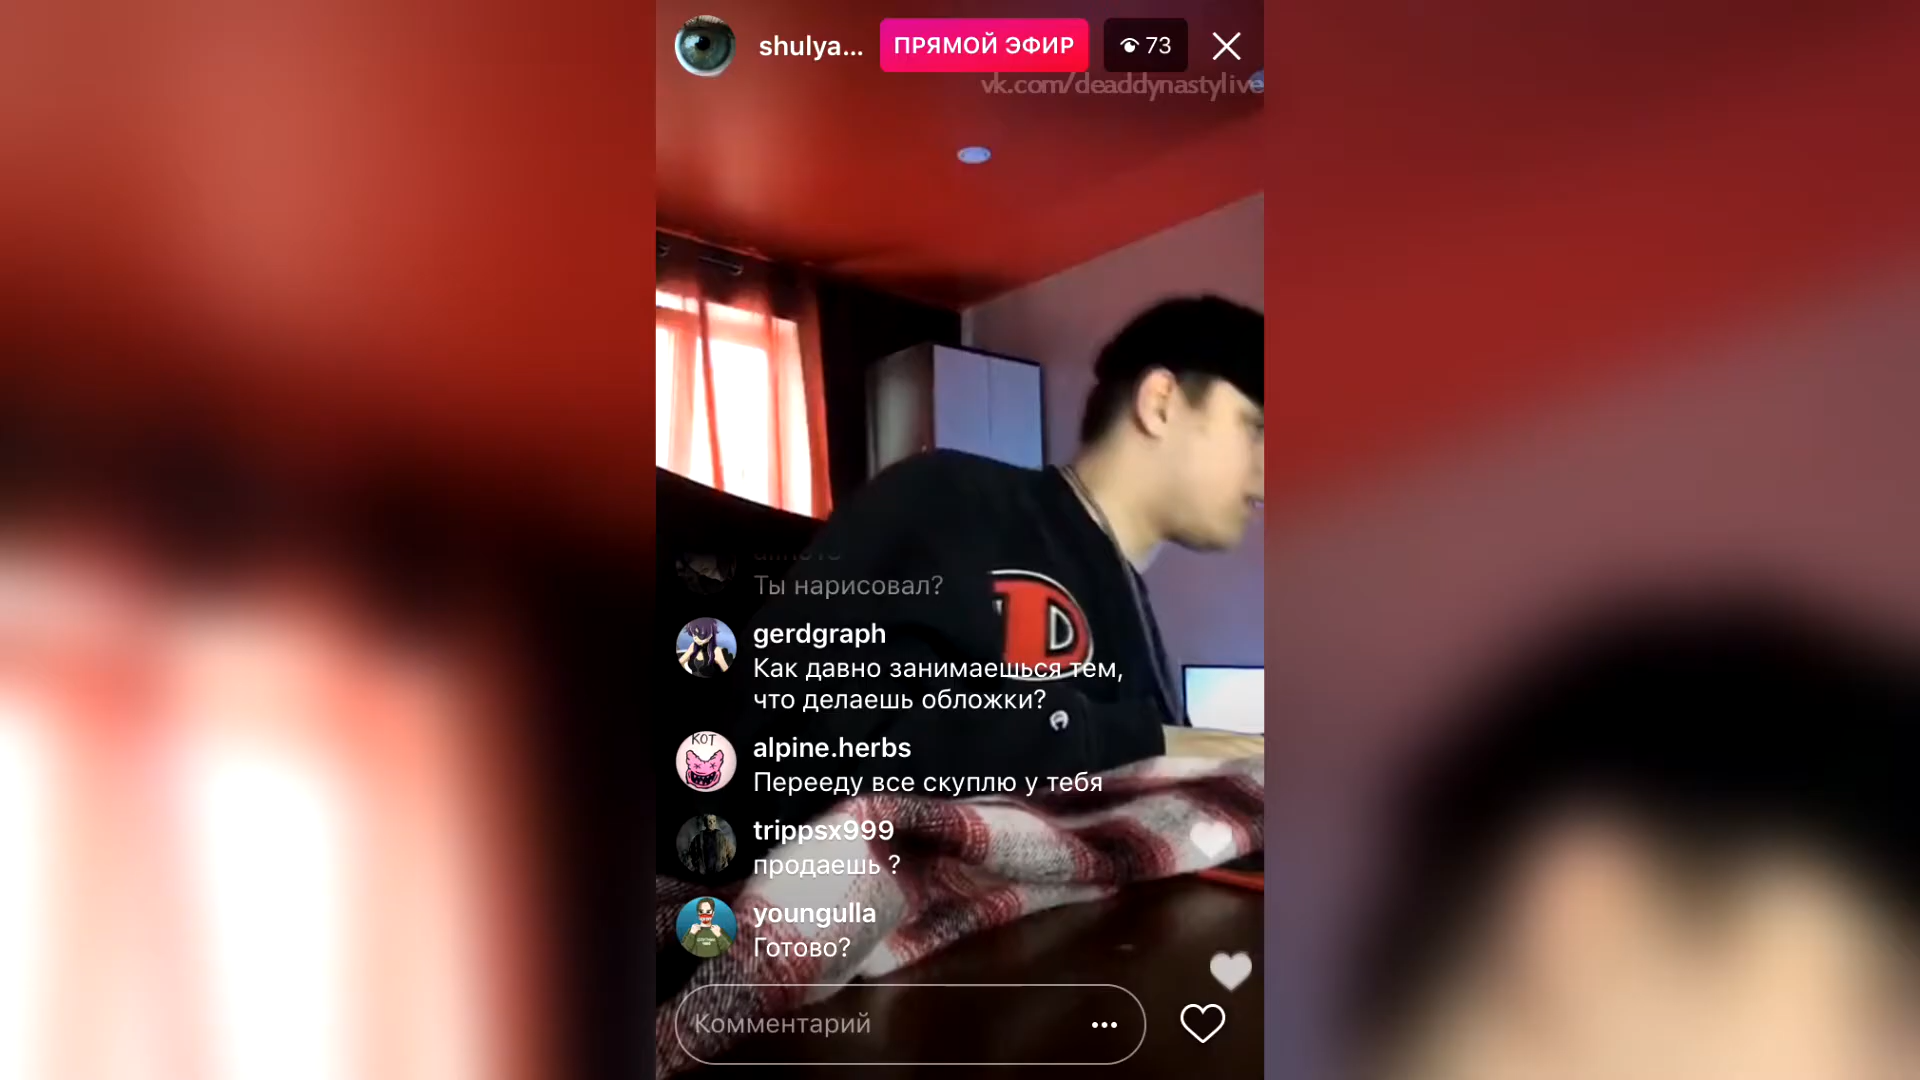 shulya...
ПРЯМОЙ ЭФИР
73
vk.com/deaddynastylive
D
Ты нарисовал?
gerdgraph
Как давно занимаешься тем,
что делаешь обложки?
КОТ
alpine.herbs
Перееду все скуплю у тебя
trippsx999
продаешь ?
youngulla
Готово?
Комментарий